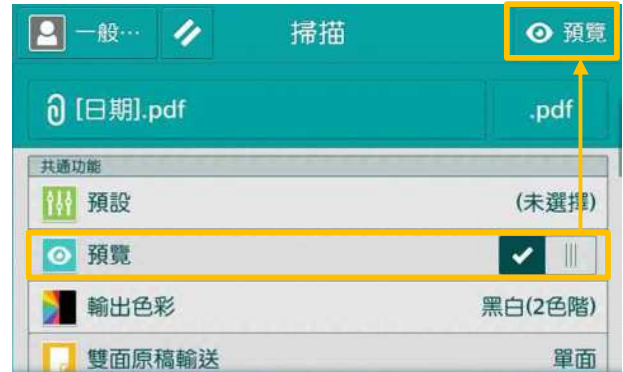 一般… 掃描 預覽
[日期].pdf .pdf
共通功能
預設 (未選擇)
預覽
輸出色彩 黑白(2色階)
雙面原稿輸送 單面